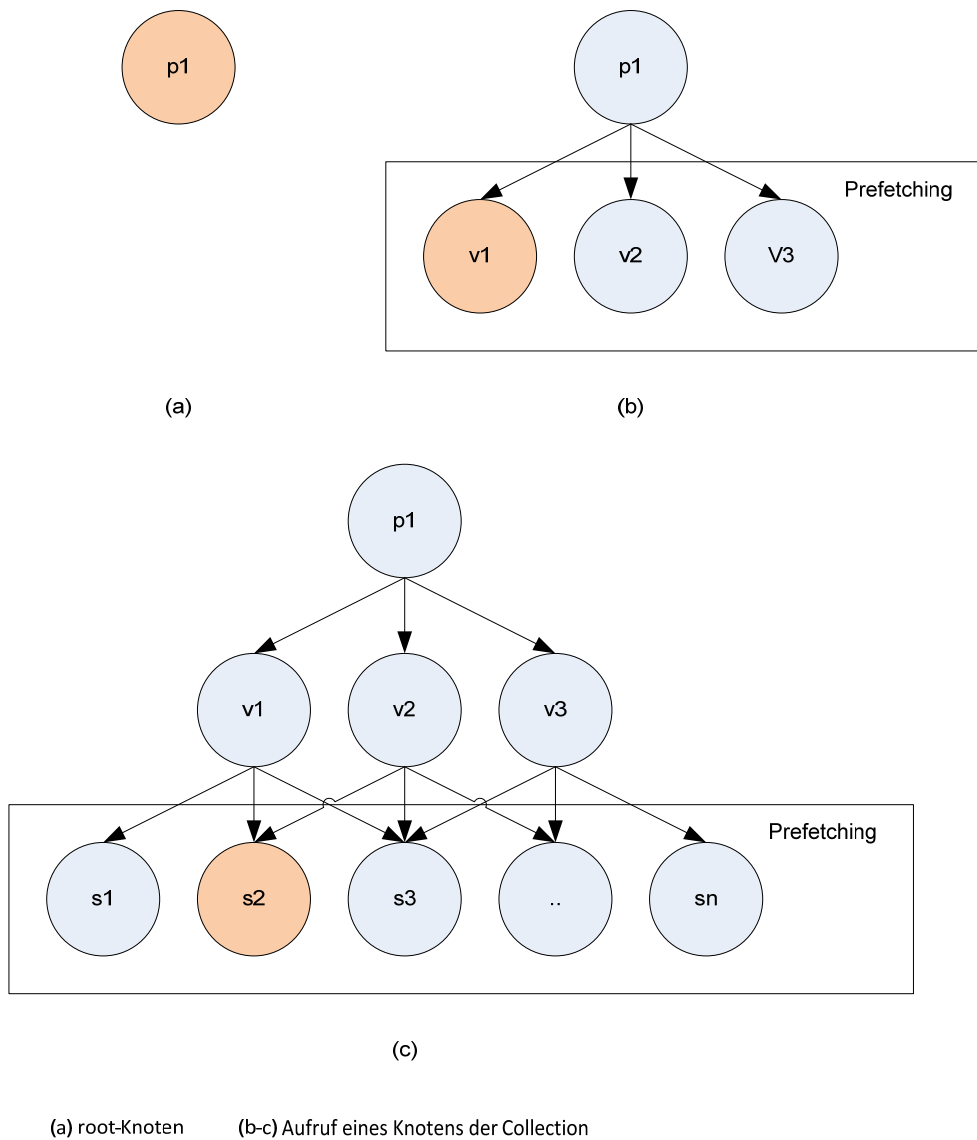 p1
p1
Prefetching
v1
v2
V3
(a)
(b)
p1
v1
v2
v3
Prefetching
s1
s2
s3
..
sn
(c)
(a) root-Knoten (b-c) Aufruf eines Knotens der Collection